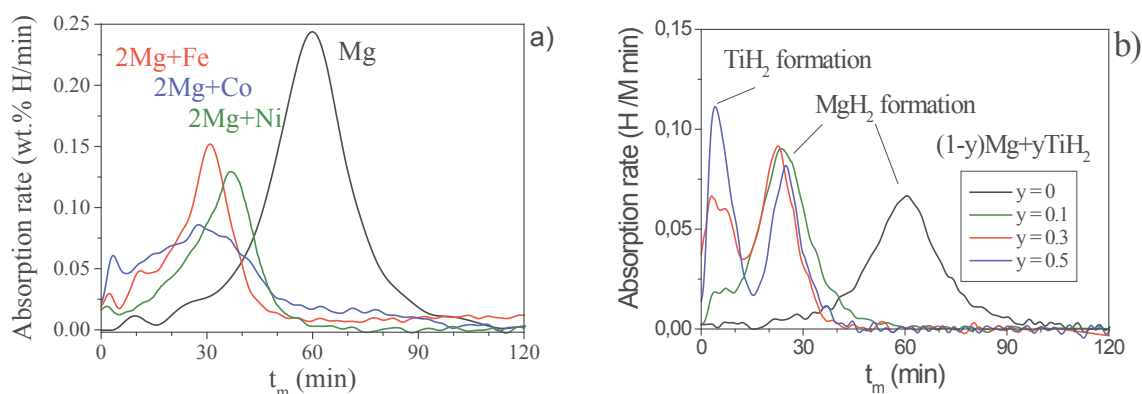 a)
0.25
0.20
0.15
0.10
0.05
0.00
Absorption rate (wt.% H/min)
2Mg+Fe
2Mg+Co
2Mg+Ni
Mg
0 30 60 90 120
t_m (min)
b)
0,15
0,10
0,05
0,00
Absorption rate (H /M min)
TiH₂ formation
MgH₂ formation
(1-y)Mg+yTiH₂
y = 0
y = 0.1
y = 0.3
y = 0.5
0 30 60 90 120
t_m (min)